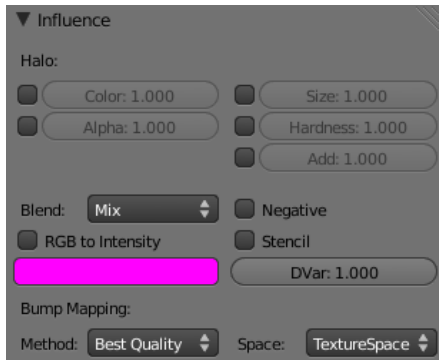 Influence
Halo:
Color: 1.000 Size: 1.000
Alpha: 1.000 Hardness: 1.000
Add: 1.000
Blend: Mix Negative
RGB to Intensity Stencil
DVar: 1.000
Bump Mapping:
Method: Best Quality Space: TextureSpace